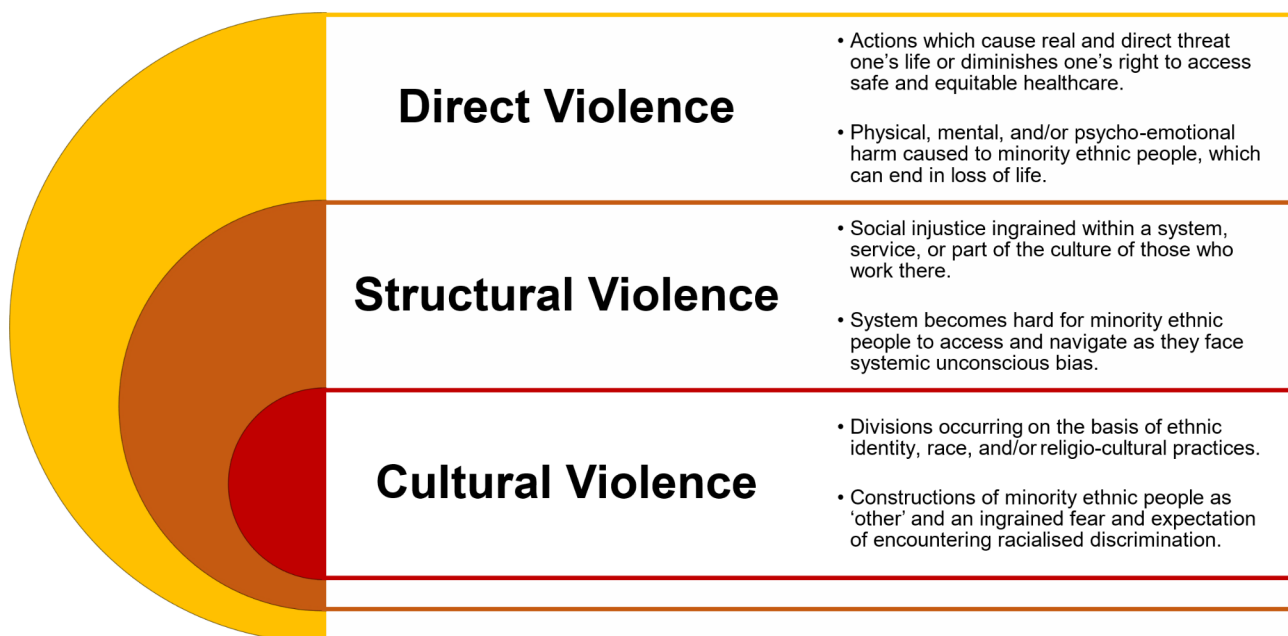 Direct Violence
• Actions which cause real and direct threat
one's life or diminishes one's right to access
safe and equitable healthcare.
• Physical, mental, and/or psycho-emotional
harm caused to minority ethnic people, which
can end in loss of life.
Structural Violence
• Social injustice ingrained within a system,
service, or part of the culture of those who
work there.
• System becomes hard for minority ethnic
people to access and navigate as they face
systemic unconscious bias.
Cultural Violence
• Divisions occurring on the basis of ethnic
identity, race, and/or religio-cultural practices.
• Constructions of minority ethnic people as
‘other’ and an ingrained fear and expectation
of encountering racialised discrimination.